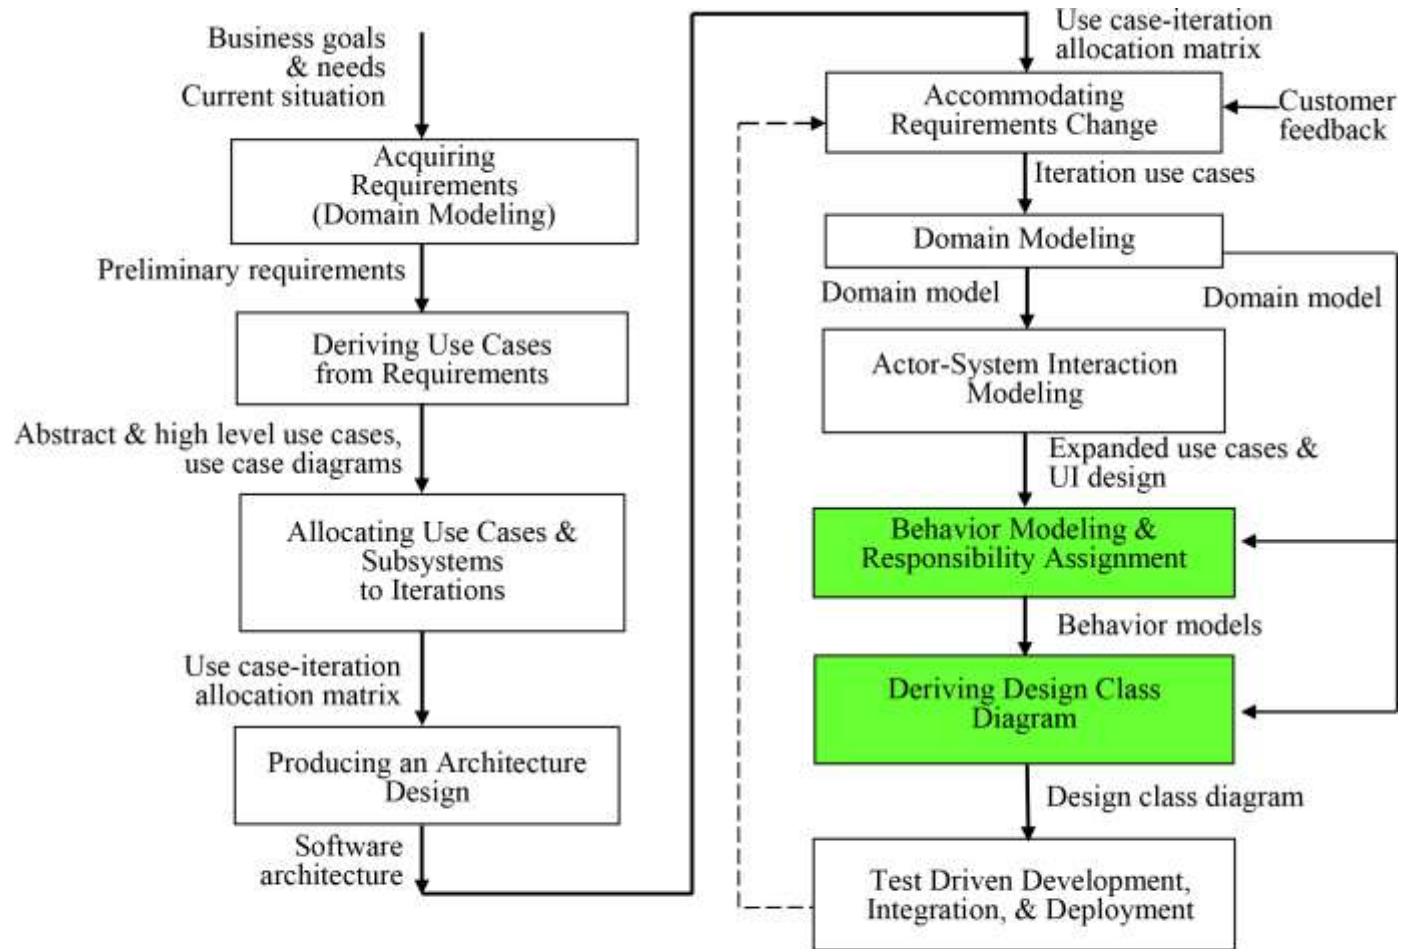 Business goals
& needs
Current situation
Acquiring
Requirements
(Domain Modeling)
Preliminary requirements
Deriving Use Cases
from Requirements
Abstract & high level use cases,
use case diagrams
Allocating Use Cases &
Subsystems
to Iterations
Use case-iteration
allocation matrix
Producing an Architecture
Design
Software
architecture
Use case-iteration
allocation matrix
Accommodating
Requirements Change
Customer
feedback
Iteration use cases
Domain Modeling
Domain model
Domain model
Actor-System Interaction
Modeling
Expanded use cases &
UI design
Behavior Modeling &
Responsibility Assignment
Behavior models
Deriving Design Class
Diagram
Design class diagram
Test Driven Development,
Integration, & Deployment